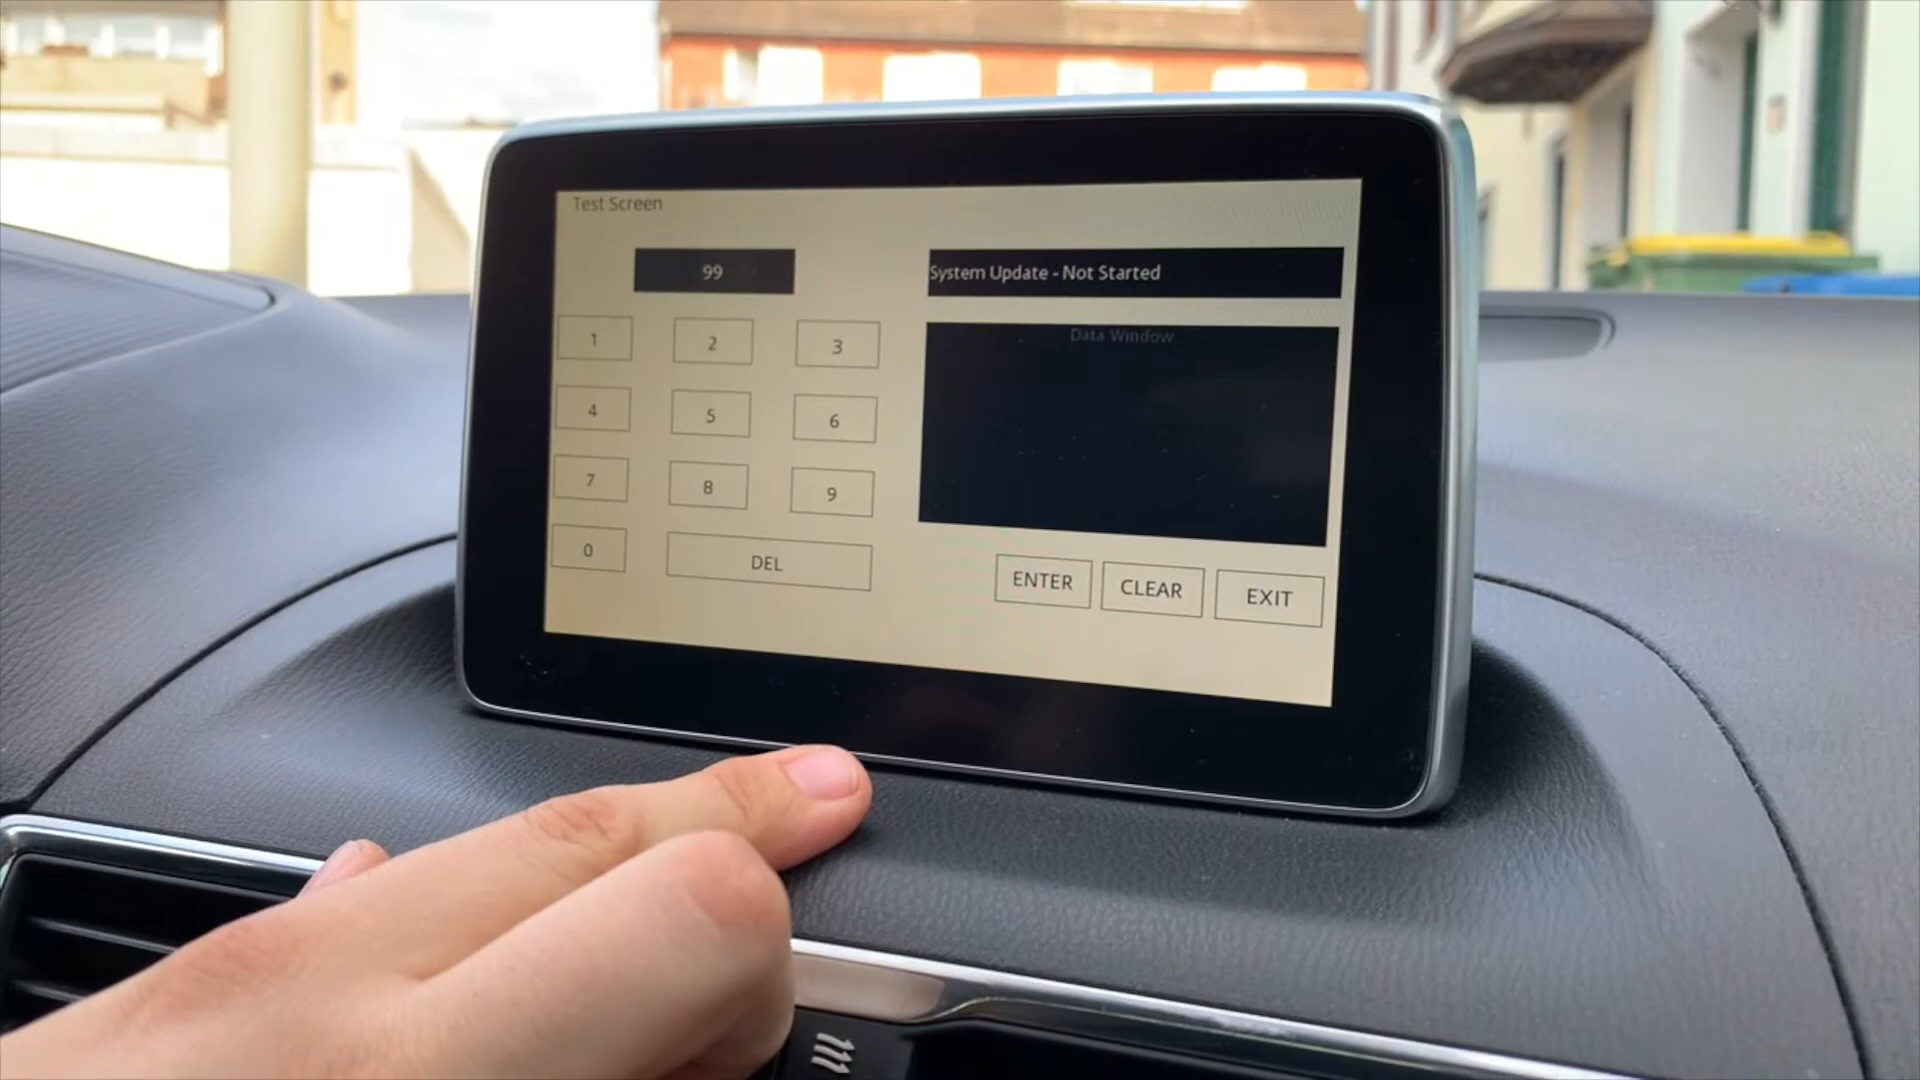 Test Screen
99
System Update - Not Started
Data Window
1
2
3
4
5
6
7
8
9
0
DEL
ENTER
CLEAR
EXIT